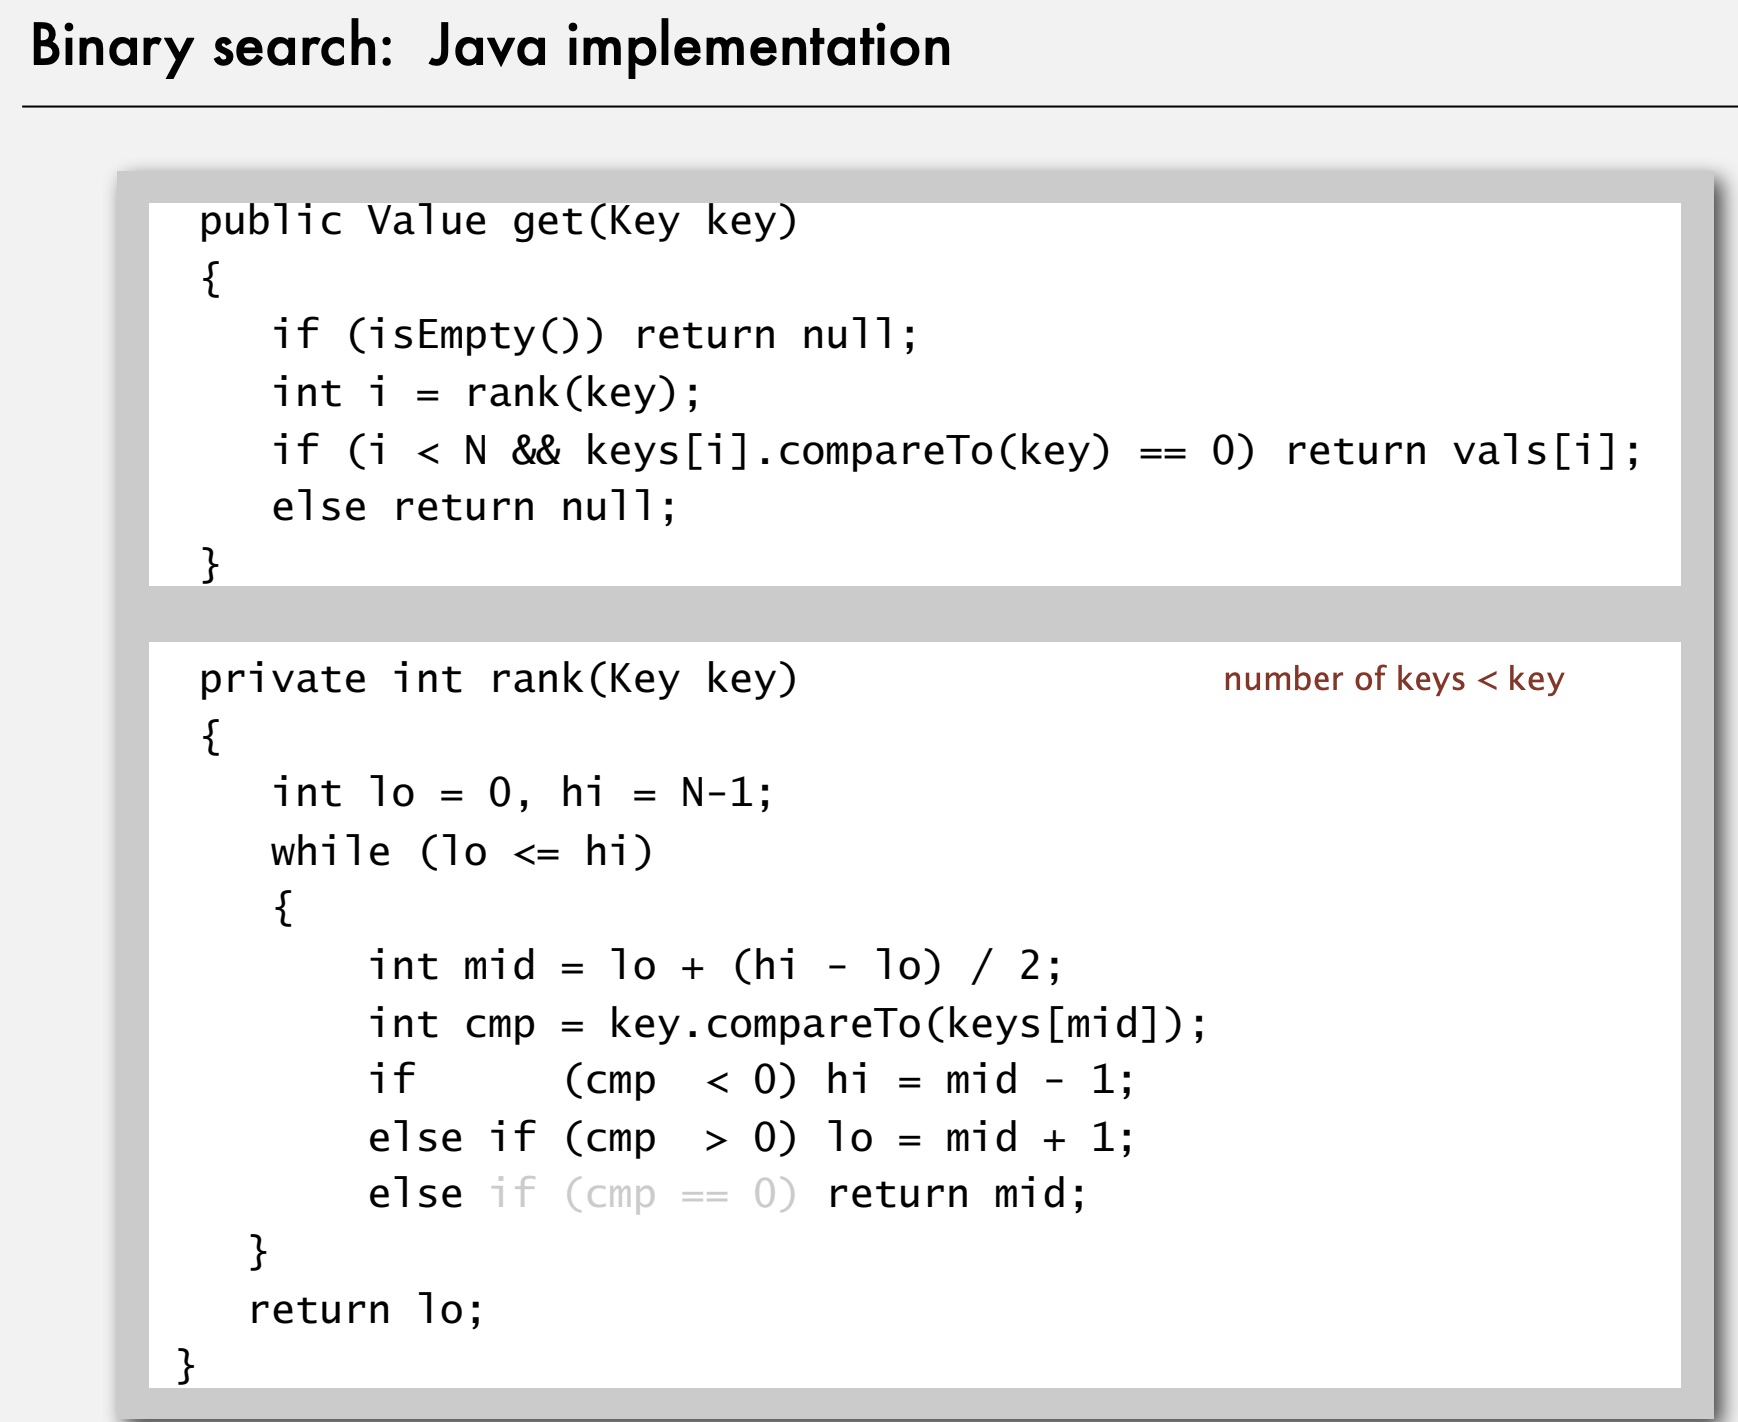 Binary search: Java implementation
public Value get(Key key)
{
   if (isEmpty()) return null;
   int i = rank(key);
   if (i < N && keys[i].compareTo(key) == 0) return vals[i];
   else return null;
}
private int rank(Key key) number of keys < key
{
   int lo = 0, hi = N-1;
   while (lo <= hi)
   {
       int mid = lo + (hi - lo) / 2;
       int cmp = key.compareTo(keys[mid]);
       if      (cmp  < 0) hi = mid - 1;
       else if (cmp  > 0) lo = mid + 1;
       else if (cmp == 0) return mid;
  }
  return lo;
}